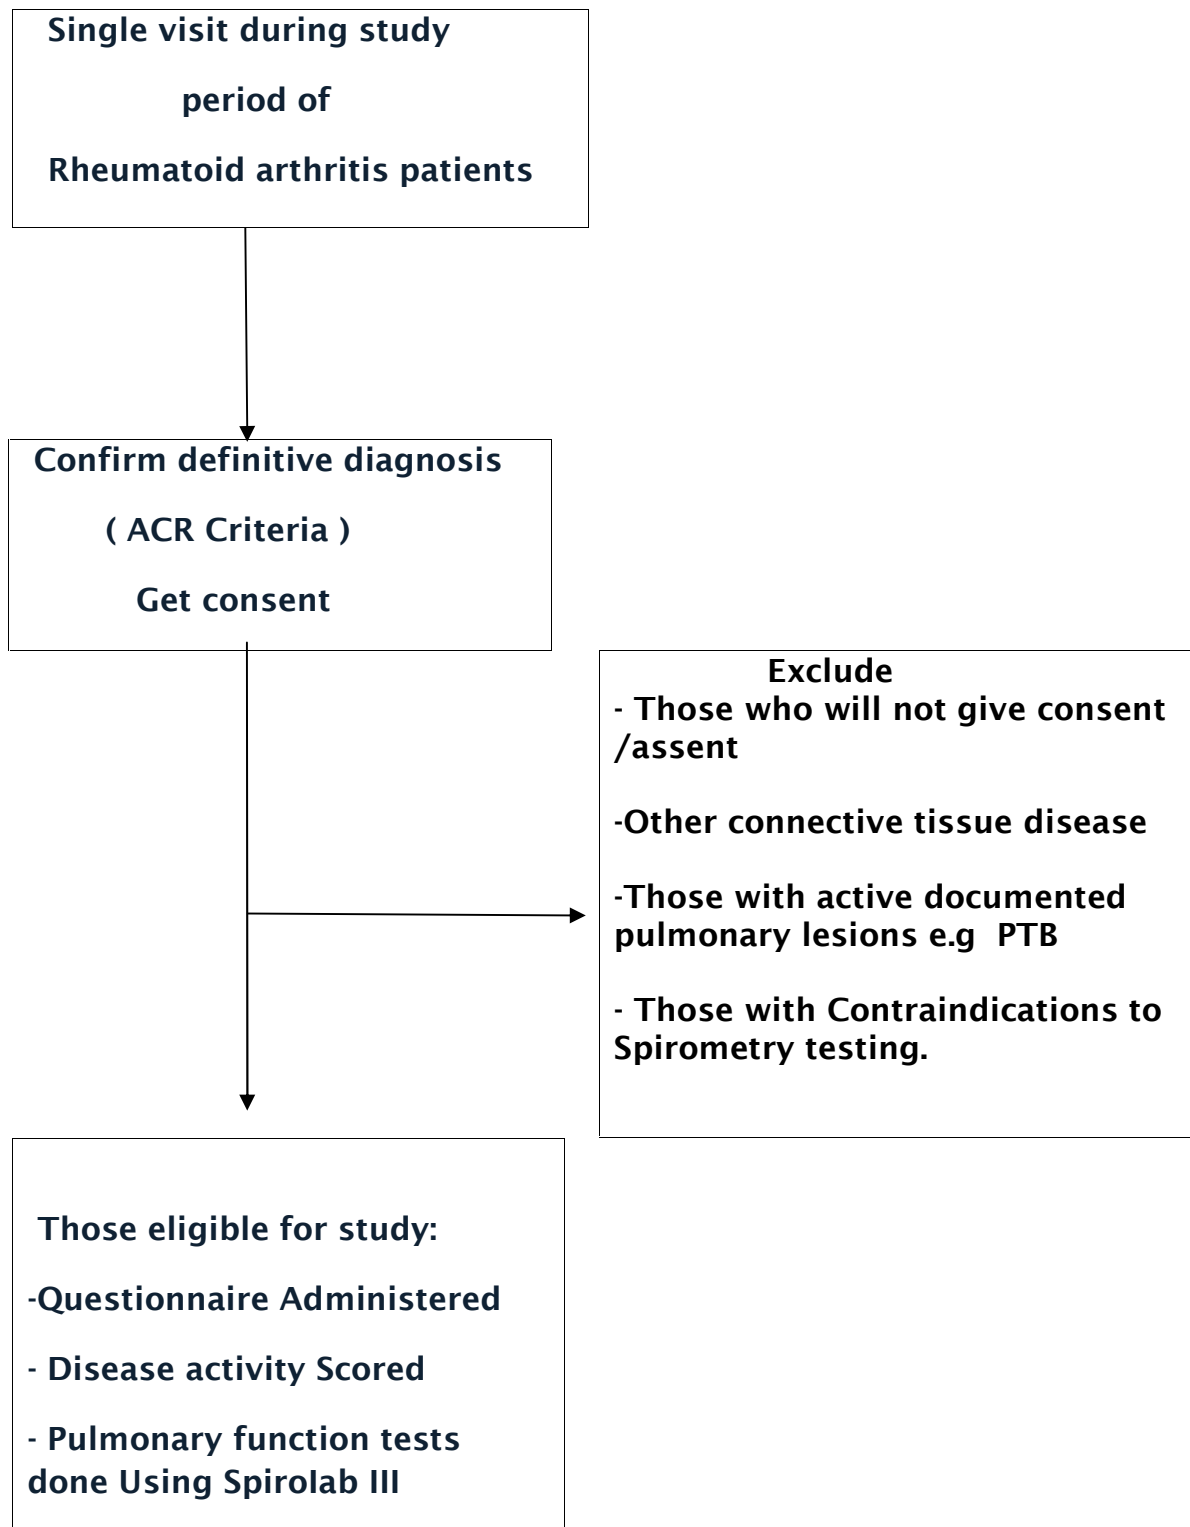 Single visit during study
period of
Rheumatoid arthritis patients
Confirm definitive diagnosis
( ACR Criteria )
Get consent
Exclude
- Those who will not give consent
/assent
-Other connective tissue disease
-Those with active documented
pulmonary lesions e.g  PTB
- Those with Contraindications to
Spirometry testing.
Those eligible for study:
-Questionnaire Administered
- Disease activity Scored
- Pulmonary function tests
done Using Spirolab III